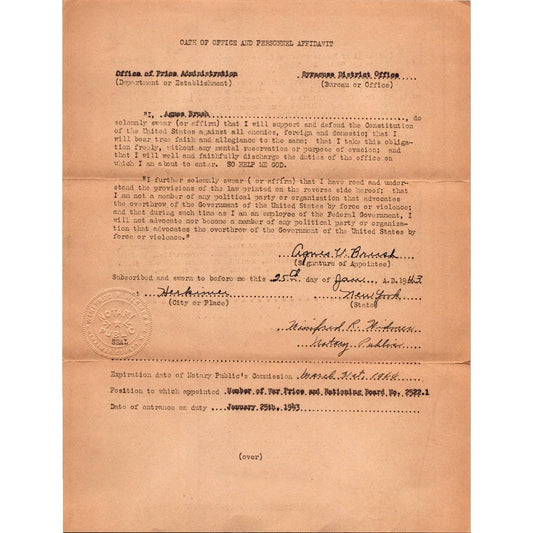 OATH OF OFFICE AND PERSONNEL AFFIDAVIT
Office of Price Administration
Syracuse District Office
(Department or Establishment)
(Bureau or Office)
"I, Agnes Brush, do
solemnly swear (or affirm) that I will support and defend the Constitution
of the United States against all enemies, foreign and domestic; that I
will bear true faith and allegiance to the same; that I take this obliga-
tion freely, without any mental reservation or purpose of evasion; and
that I will well and faithfully discharge the duties of the office on
which I am about to enter. SO HELP ME GOD.
"I further solemnly swear ( or affirm) that I have read and under-
stand the provisions of the law printed on the reverse side hereof; that I
am not a member of any political party or organization that advocates
the overthrow of the Government of the United States by force or violence;
and that during such time as I am an employee of the Federal Government, I
will not advocate nor become a member of any political party or organiza-
tion that advocates the overthrow of the Government of the United States by
force or violence."
Agnes V. Brush
(Signature of Appointee)
Subscribed and sworn to before me this 25th day of Jan. A.D. 1943
Herkimer New York
(City or Place) (State)
Winifred R.
Notary Public
NOTARY
PUBLIC
SEAL
Expiration date of Notary Public's Commission March 1944
Position to which appointed Member of War Price and Rationing Board No. 2522.1
Date of entrance on duty January 25th. 1943
(over)